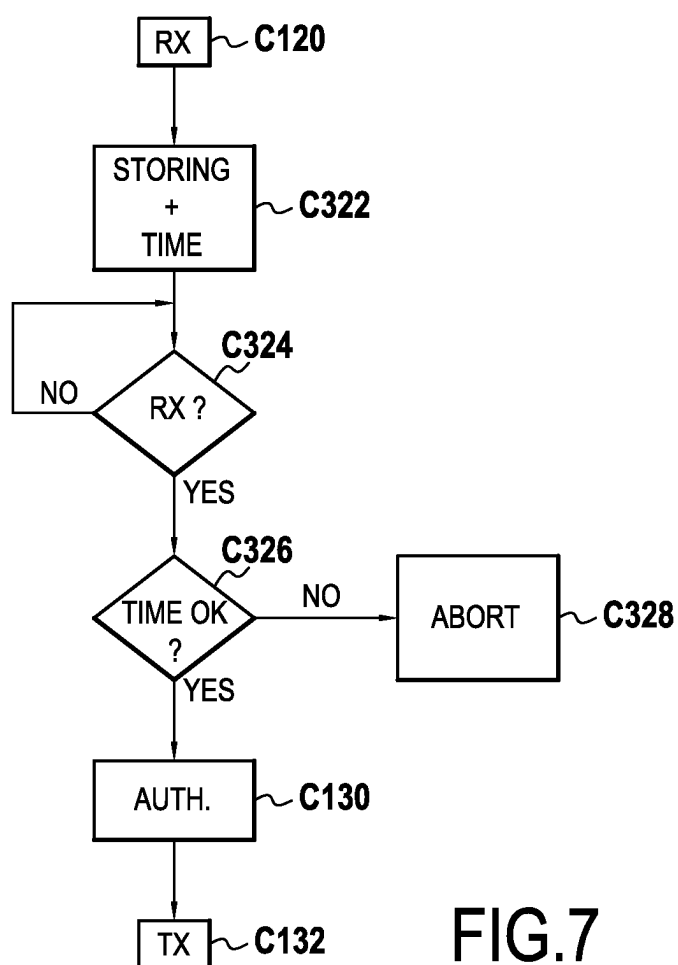 RX
C120
STORING
+
TIME
C322
C324
NO
RX ?
YES
C326
TIME OK
?
NO
ABORT
C328
YES
AUTH.
C130
TX
C132
FIG.7